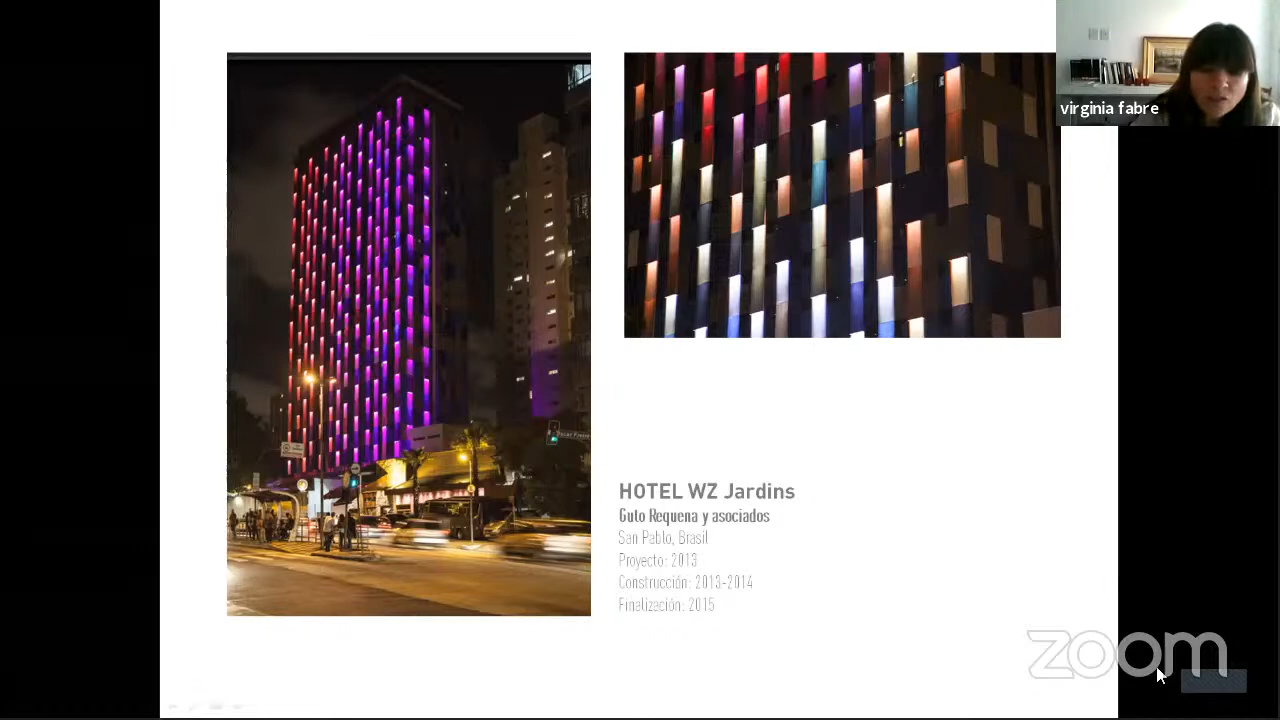 virginia fabre
HOTEL WZ Jardins
Guto Requena y asociados
San Pablo, Brasil
Proyecto: 2013
Construcción: 2013-2014
Finalización: 2015
zoom